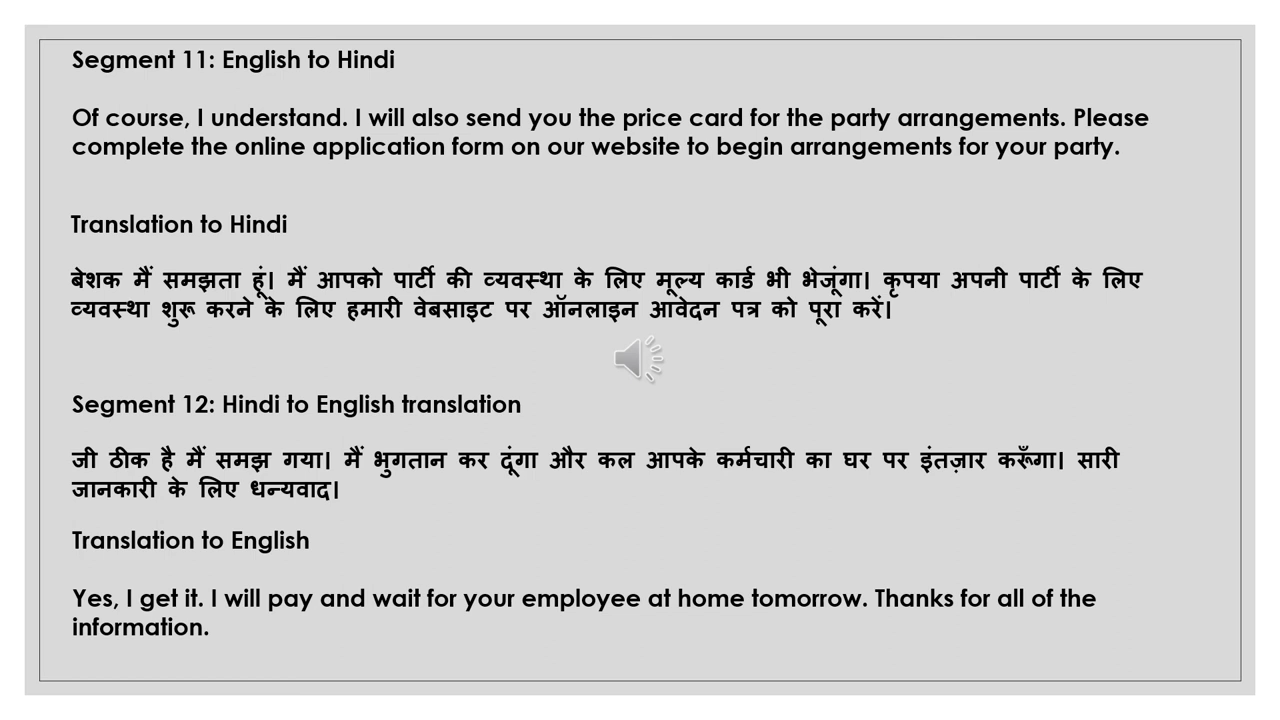 Segment 11: English to Hindi
Of course, I understand. I will also send you the price card for the party arrangements. Please
complete the online application form on our website to begin arrangements for your party.
Translation to Hindi
बेशक मैं समझता हूं। मैं आपको पार्टी की व्यवस्था के लिए मूल्य कार्ड भी भेजूंगा। कृपया अपनी पार्टी के लिए
व्यवस्था शुरू करने के लिए हमारी वेबसाइट पर ऑनलाइन आवेदन पत्र को पूरा करें।
Segment 12: Hindi to English translation
जी ठीक है मैं समझ गया। मैं भुगतान कर दूंगा और कल आपके कर्मचारी का घर पर इंतज़ार करूँगा। सारी
जानकारी के लिए धन्यवाद।
Translation to English
Yes, I get it. I will pay and wait for your employee at home tomorrow. Thanks for all of the
information.